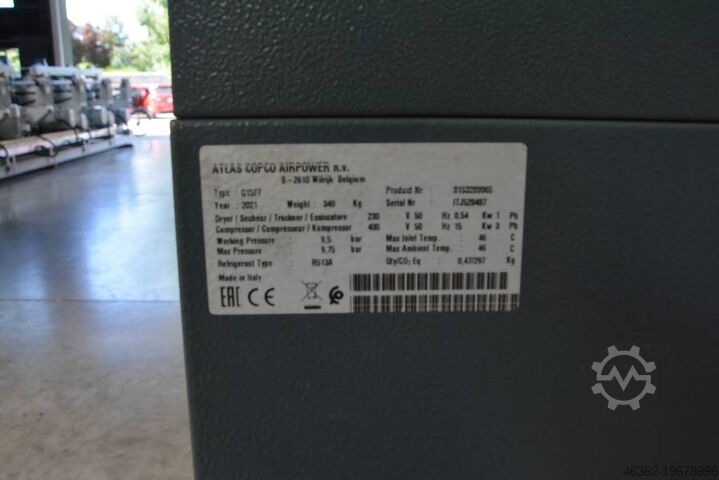 ATLAS COPCO AIRPOWER n.v.
B-2610 Wilrijk Belgium
Type : G15FF Product Nr : 8153289965
Year : 2021 Weight : 340 Kg Serial Nr : ITJ529487
Dryer / Secheur / Trockner / Essiccatore 230 V 50 Hz 0.54 Kw 1 Ph
Compressor / Compresseur / Kompressor 400 V 50 Hz 15 Kw 3 Ph
Working Pressure : 9,5 bar Max Inlet Temp. : 46 C
Max Pressure : 9,75 bar Max Ambient Temp. : 46 C
Refrigerant Type : R513A Qty/CO₂ Eq : 0,47/297 Kg
Made in Italy
EAC CE
46362-19678996